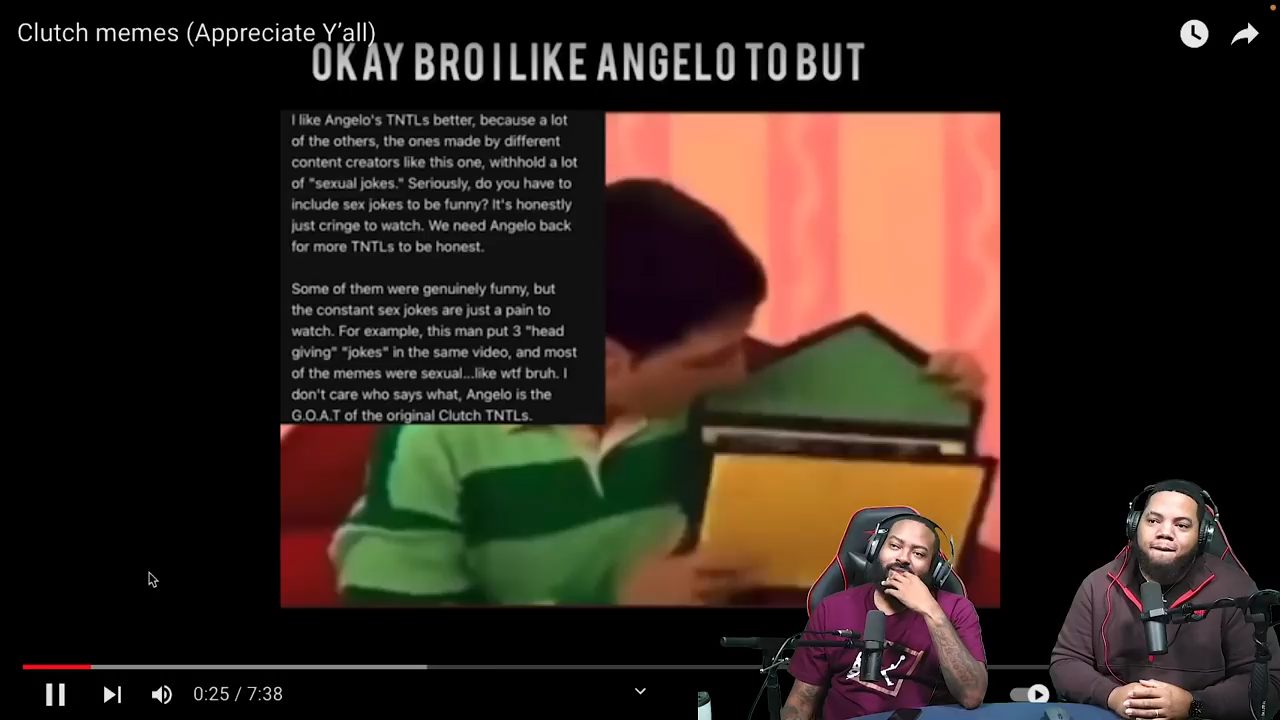 Clutch memes (Appreciate Y’all)
OKAY BRO I LIKE ANGELO TO BUT
I like Angelo's TNTLs better, because a lot
of the others, the ones made by different
content creators like this one, withhold a lot
of "sexual jokes." Seriously, do you have to
include sex jokes to be funny? It's honestly
just cringe to watch. We need Angelo back
for more TNTLs to be honest.
Some of them were genuinely funny, but
the constant sex jokes are just a pain to
watch. For example, this man put 3 "head
giving" "jokes" in the same video, and most
of the memes were sexual...like wtf bruh. I
don't care who says what, Angelo is the
G.O.A.T of the original Clutch TNTLs.
0:25 / 7:38